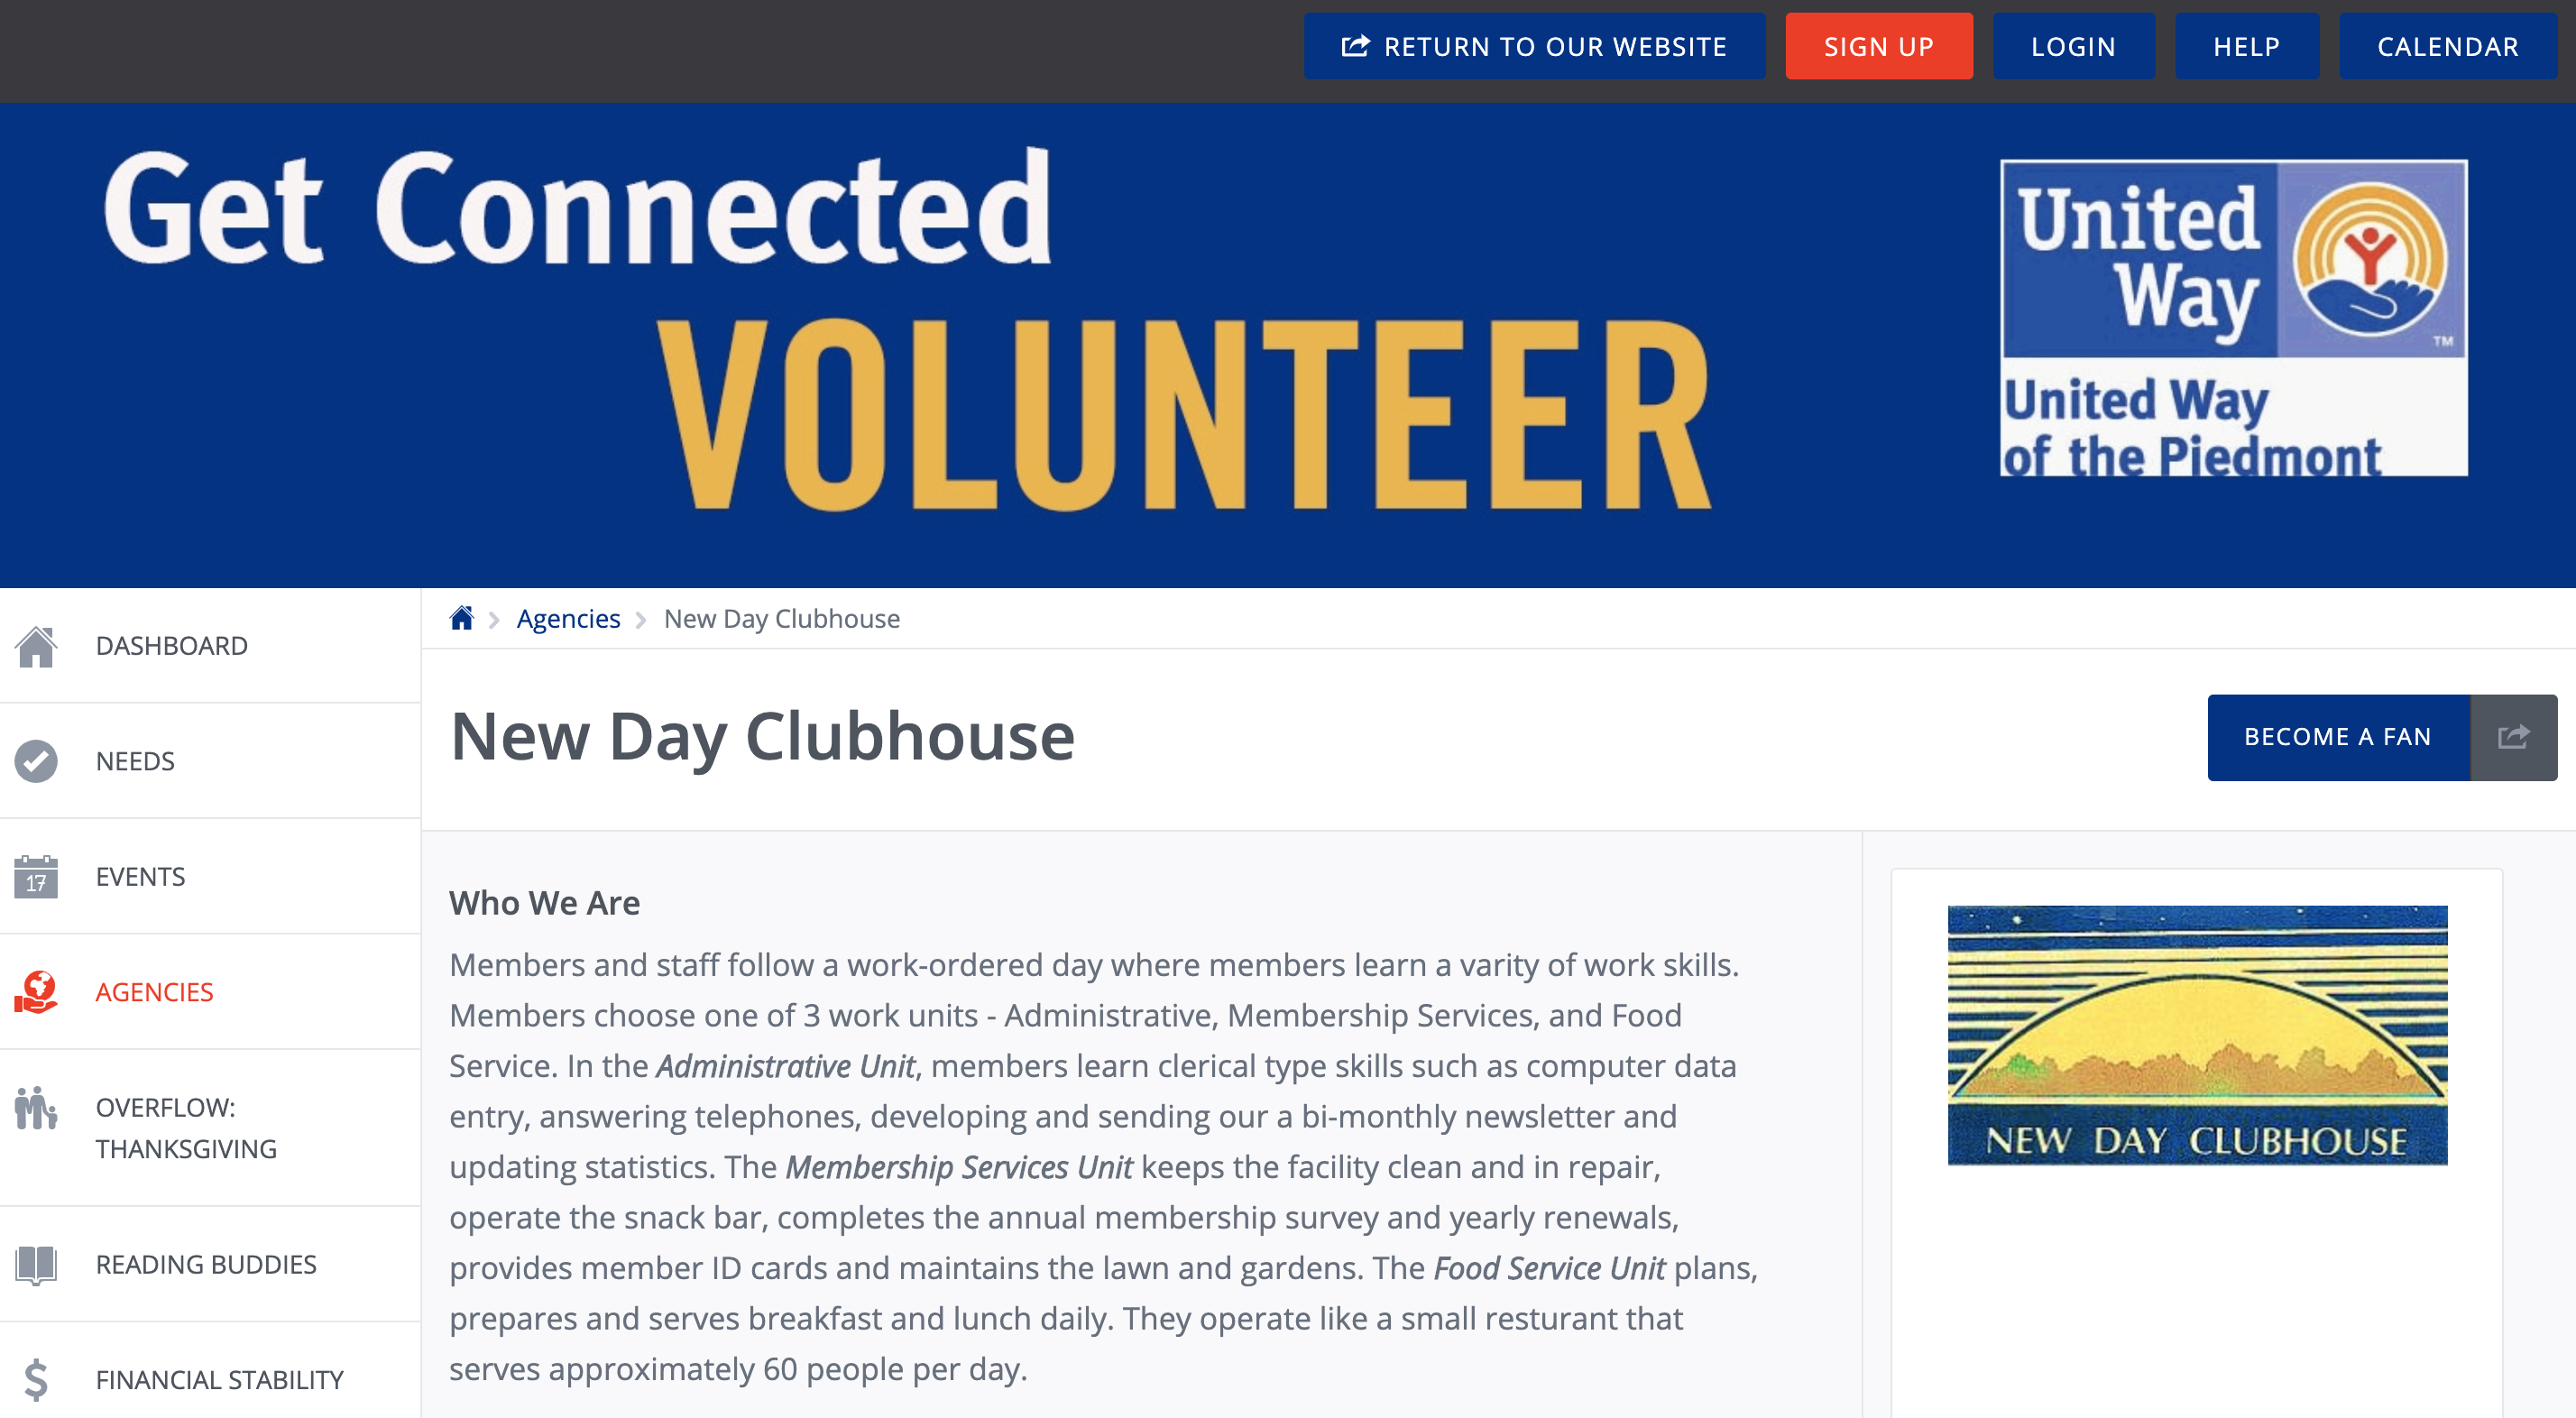 RETURN TO OUR WEBSITE
SIGN UP
LOGIN
HELP
CALENDAR
Get Connected
VOLUNTEER
United
Way
TM
United Way
of the Piedmont
DASHBOARD
NEEDS
17
EVENTS
AGENCIES
OVERFLOW:
THANKSGIVING
READING BUDDIES
$
FINANCIAL STABILITY
Agencies
New Day Clubhouse
New Day Clubhouse
BECOME A FAN
Who We Are
Members and staff follow a work-ordered day where members learn a varity of work skills.
Members choose one of 3 work units - Administrative, Membership Services, and Food
Service. In the Administrative Unit, members learn clerical type skills such as computer data
entry, answering telephones, developing and sending our a bi-monthly newsletter and
updating statistics. The Membership Services Unit keeps the facility clean and in repair,
operate the snack bar, completes the annual membership survey and yearly renewals,
provides member ID cards and maintains the lawn and gardens. The Food Service Unit plans,
prepares and serves breakfast and lunch daily. They operate like a small resturant that
serves approximately 60 people per day.
NEW DAY CLUBHOUSE